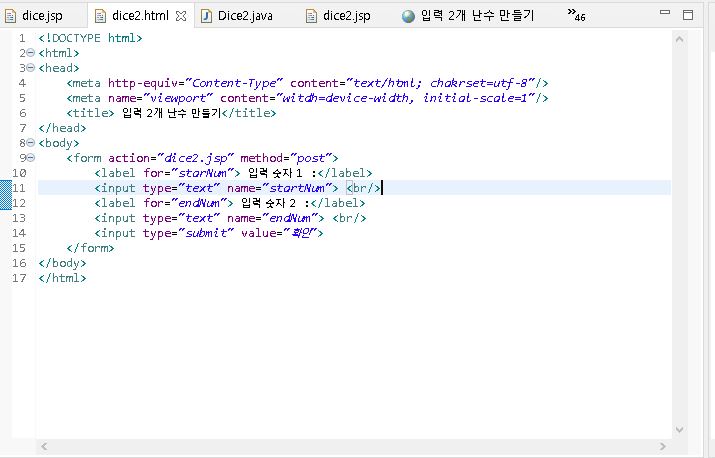 dice.jsp dice2.html Dice2.java dice2.jsp 입력 2개 난수 만들기 46
1 <!DOCTYPE html>
2 <html>
3 <head>
4 <meta http-equiv="Content-Type" content="text/html; chakrset=utf-8"/>
5 <meta name="viewport" content="witdh=device-width, initial-scale=1"/>
6 <title> 입력 2개 난수 만들기</title>
7 </head>
8 <body>
9 <form action="dice2.jsp" method="post">
10 <label for="starNum"> 입력 숫자 1 :</label>
11 <input type="text" name="startNum"> <br/>
12 <label for="endNum"> 입력 숫자 2 :</label>
13 <input type="text" name="endNum"> <br/>
14 <input type="submit" value="확인">
15 </form>
16 </body>
17 </html>